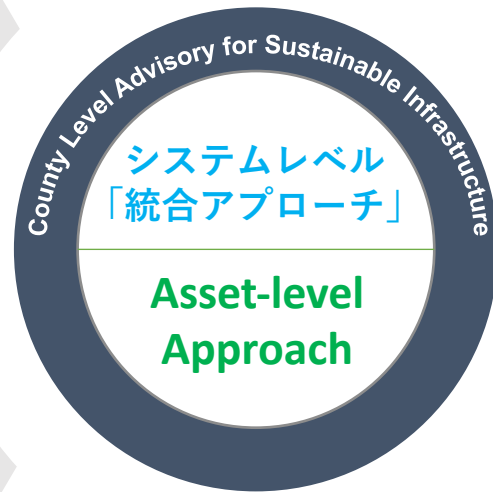 County Level Advisory for Sustainable Infrastructure
システムレベル
「統合アプローチ」
Asset-level
Approach